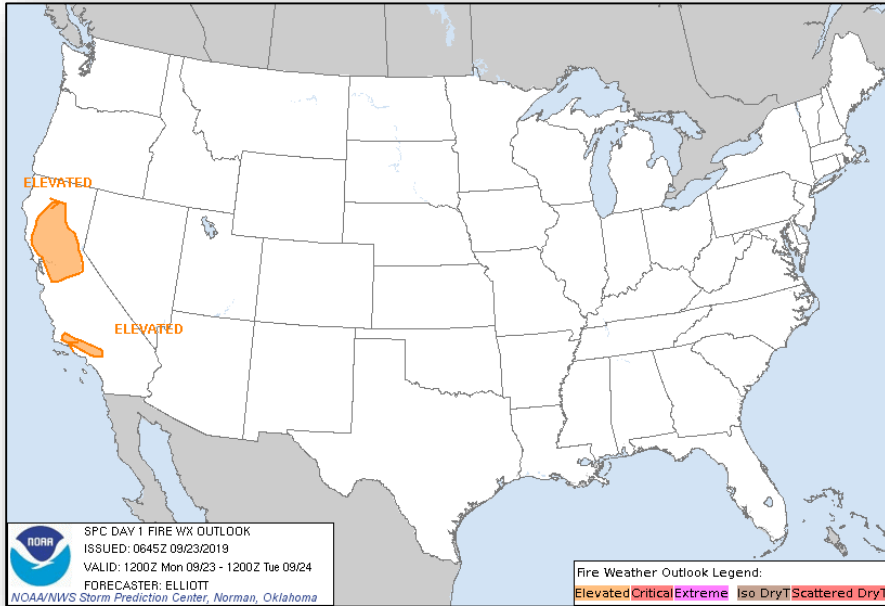 ELEVATED
ELEVATED
NOAA
SPC DAY 1 FIRE WX OUTLOOK
ISSUED: 0645Z 09/23/2019
VALID: 1200Z Mon 09/23 - 1200Z Tue 09/24
FORECASTER: ELLIOTT
NOAA/NWS Storm Prediction Center, Norman, Oklahoma
Fire Weather Outlook Legend:
Elevated Critical Extreme Iso DryT Scattered DryT